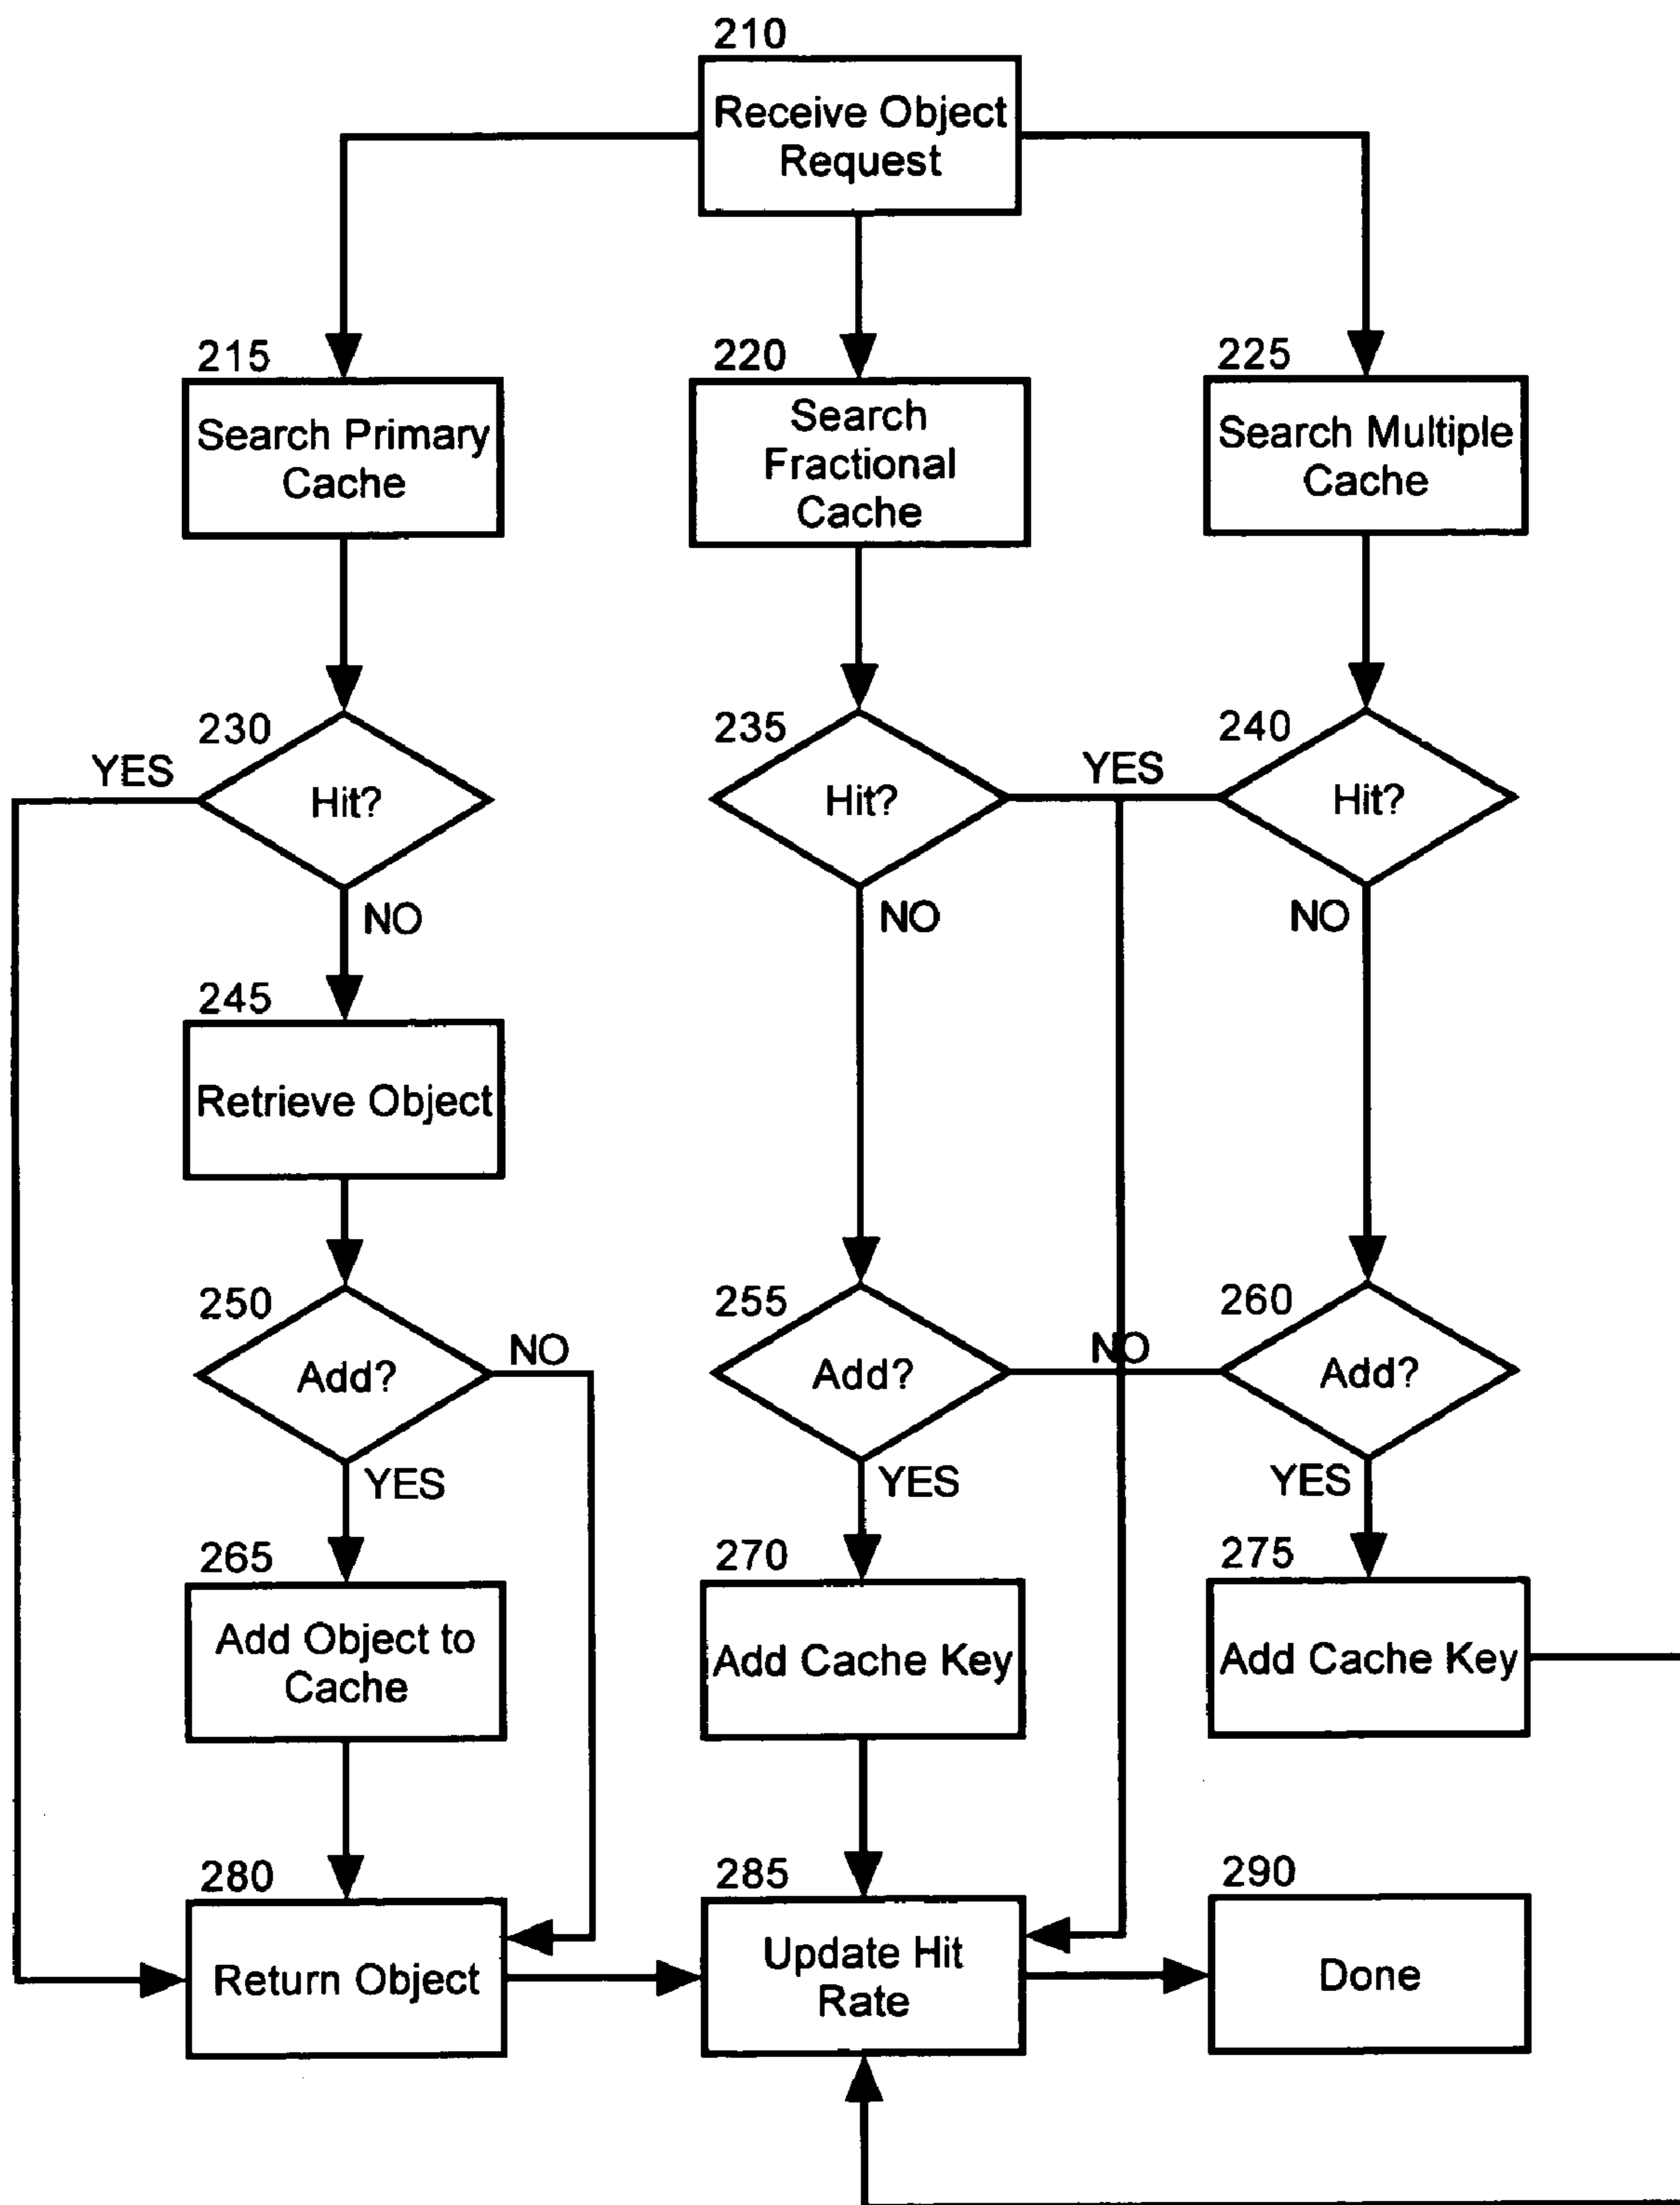 210
Receive Object
Request
215
Search Primary
Cache
220
Search
Fractional
Cache
225
Search Multiple
Cache
230
YES
Hit?
NO
235
Hit?
YES
NO
240
Hit?
NO
245
Retrieve Object
250
Add?
NO
YES
255
Add?
NO
YES
260
Add?
YES
265
Add Object to
Cache
270
Add Cache Key
275
Add Cache Key
280
Return Object
285
Update Hit
Rate
290
Done